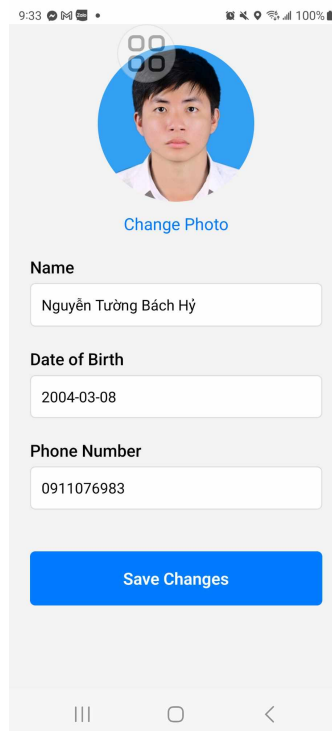 9:33
100%
Change Photo
Name
Nguyễn Tường Bách Hỷ
Date of Birth
2004-03-08
Phone Number
0911076983
Save Changes